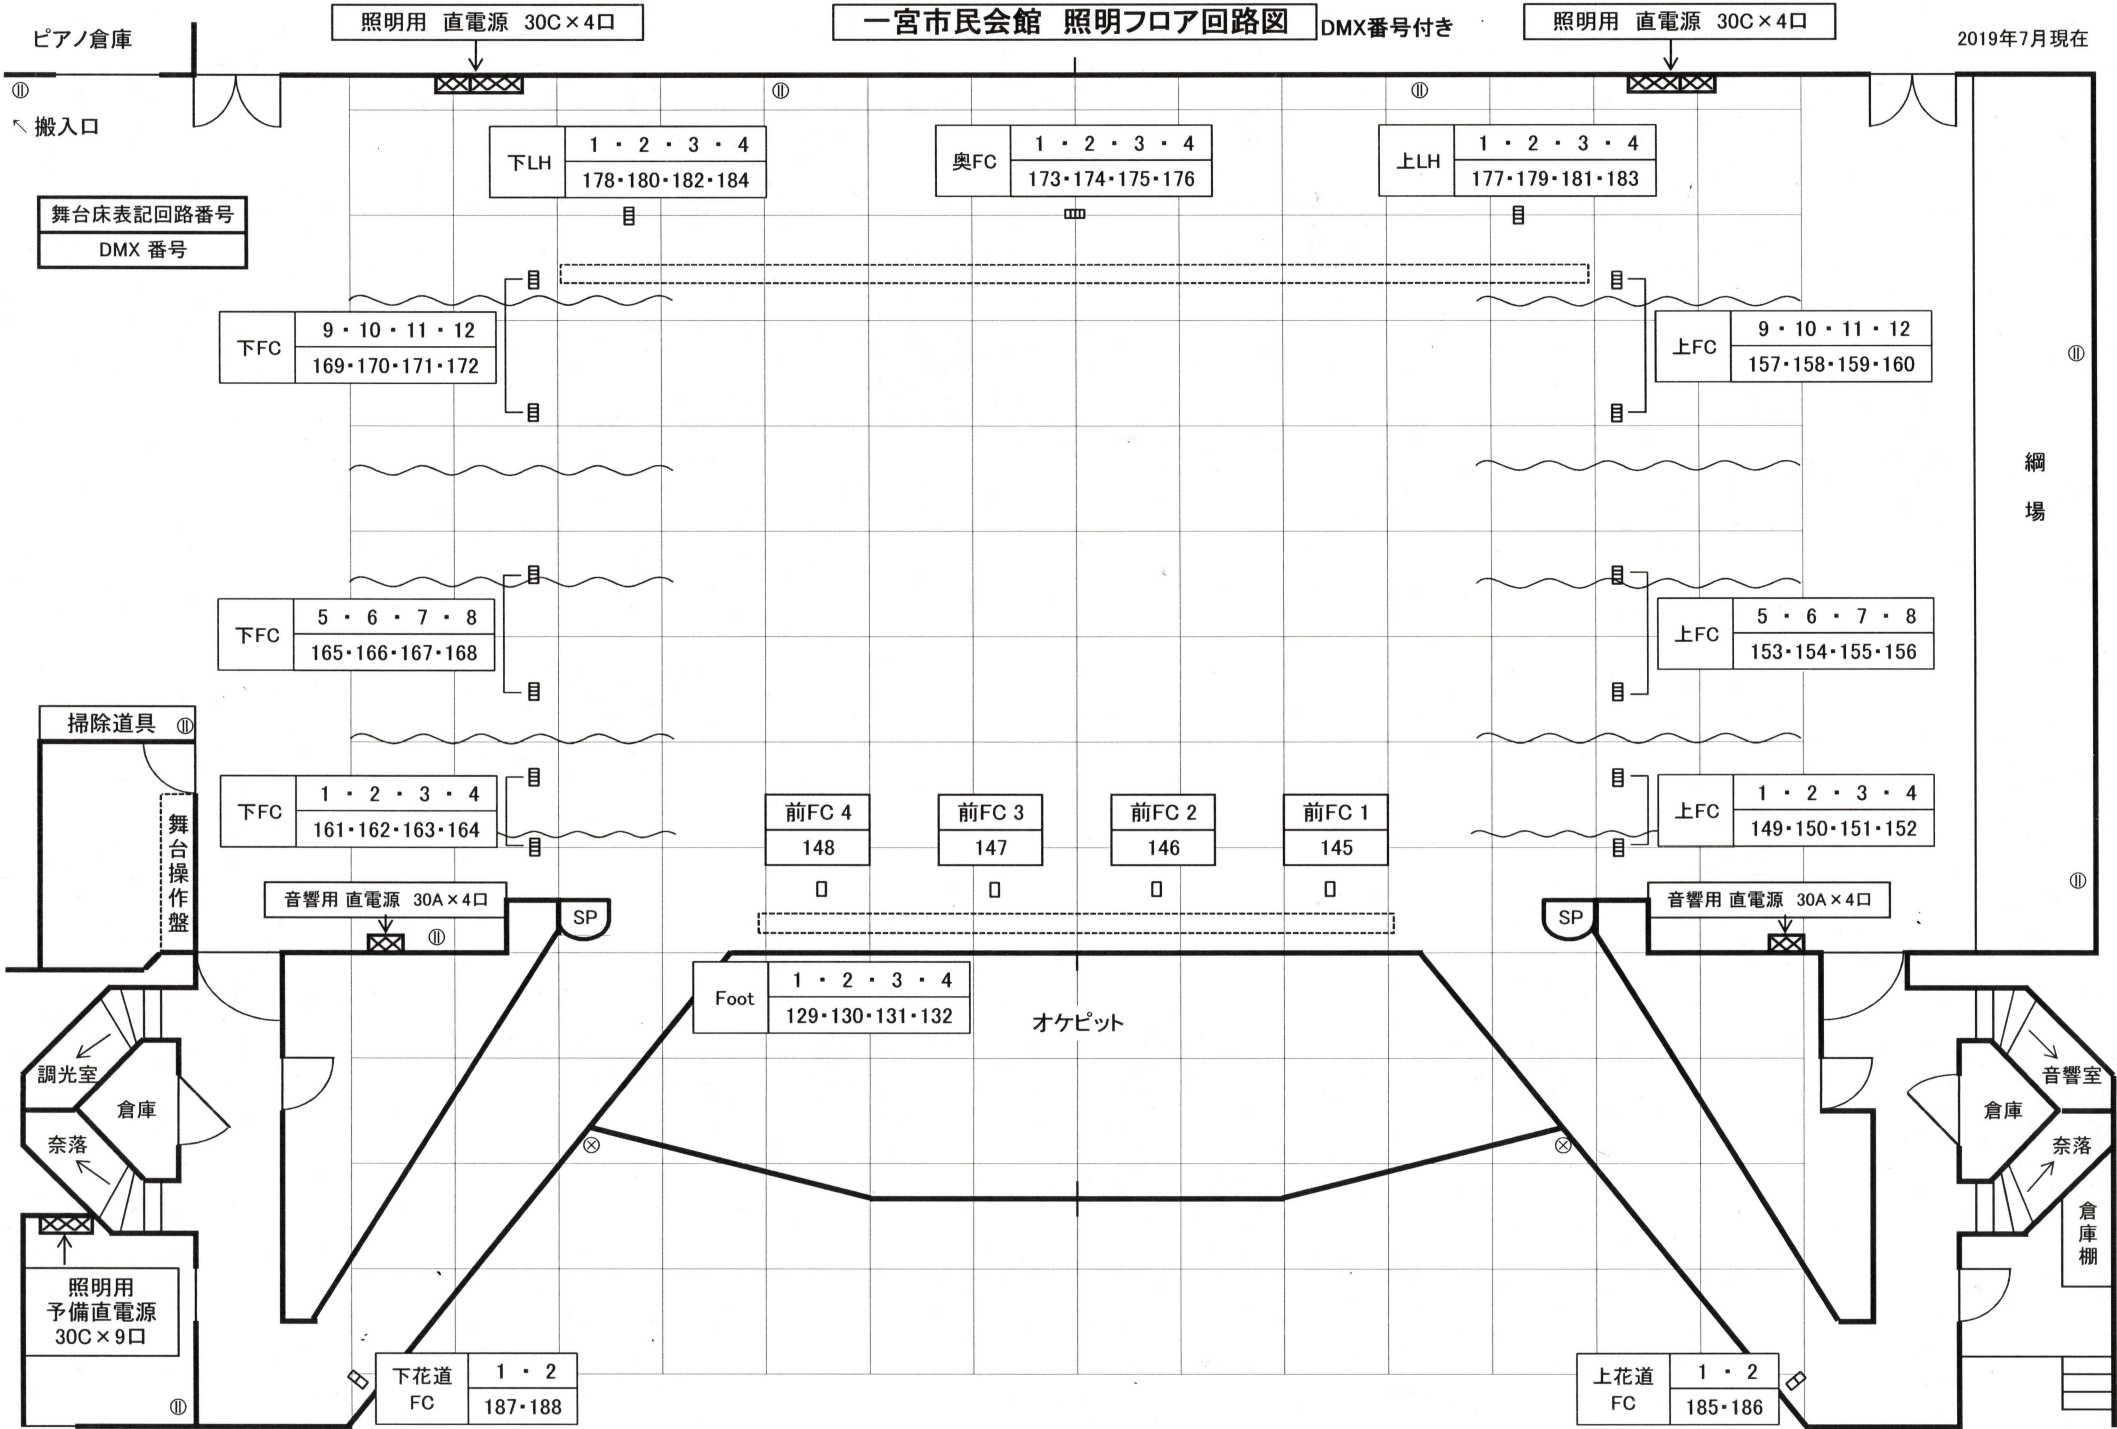 ピアノ倉庫
照明用 直電源 30C×4口
一宮市民会館 照明フロア回路図 DMX番号付き
照明用 直電源 30C×4口
2019年7月現在
↖ 搬入口
下LH
1 ・ 2 ・ 3 ・ 4
178・180・182・184
奥FC
1 ・ 2 ・ 3 ・ 4
173・174・175・176
上LH
1 ・ 2 ・ 3 ・ 4
177・179・181・183
舞台床表記回路番号
DMX 番号
下FC
9 ・ 10 ・ 11 ・ 12
169・170・171・172
上FC
9 ・ 10 ・ 11 ・ 12
157・158・159・160
綱場
下FC
5 ・ 6 ・ 7 ・ 8
165・166・167・168
上FC
5 ・ 6 ・ 7 ・ 8
153・154・155・156
掃除道具
舞台操作盤
下FC
1 ・ 2 ・ 3 ・ 4
161・162・163・164
前FC 4
148
前FC 3
147
前FC 2
146
前FC 1
145
上FC
1 ・ 2 ・ 3 ・ 4
149・150・151・152
音響用 直電源 30A×4口
SP
SP
音響用 直電源 30A×4口
Foot
1 ・ 2 ・ 3 ・ 4
129・130・131・132
オケピット
調光室
倉庫
奈落
音響室
倉庫
奈落
倉庫棚
照明用
予備直電源
30C×9口
下花道
FC
1 ・ 2
187・188
上花道
FC
1 ・ 2
185・186